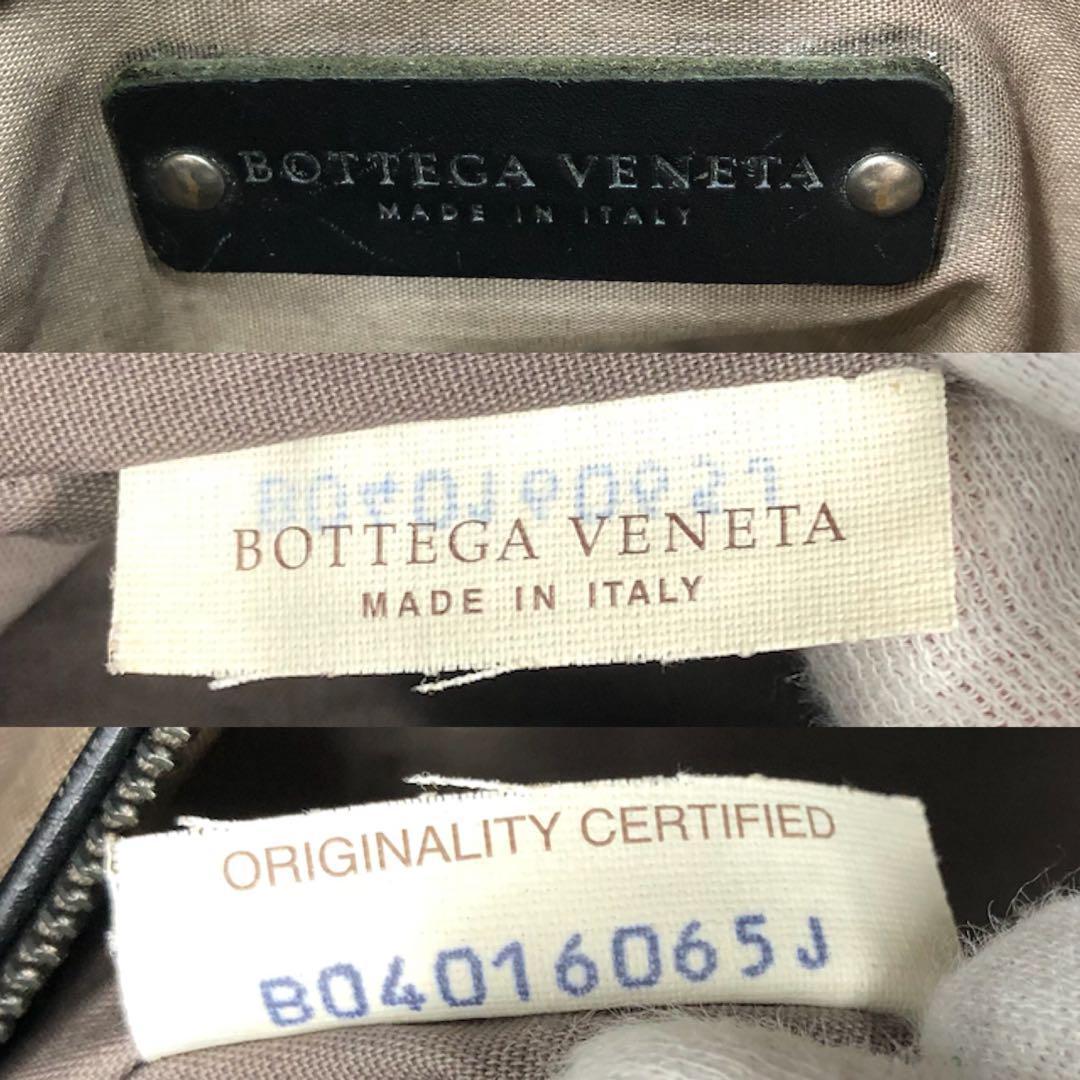 BOTTEGA VENETA
MADE IN ITALY
BOTTEGA VENETA
MADE IN ITALY
ORIGINALITY CERTIFIED
B04016065J